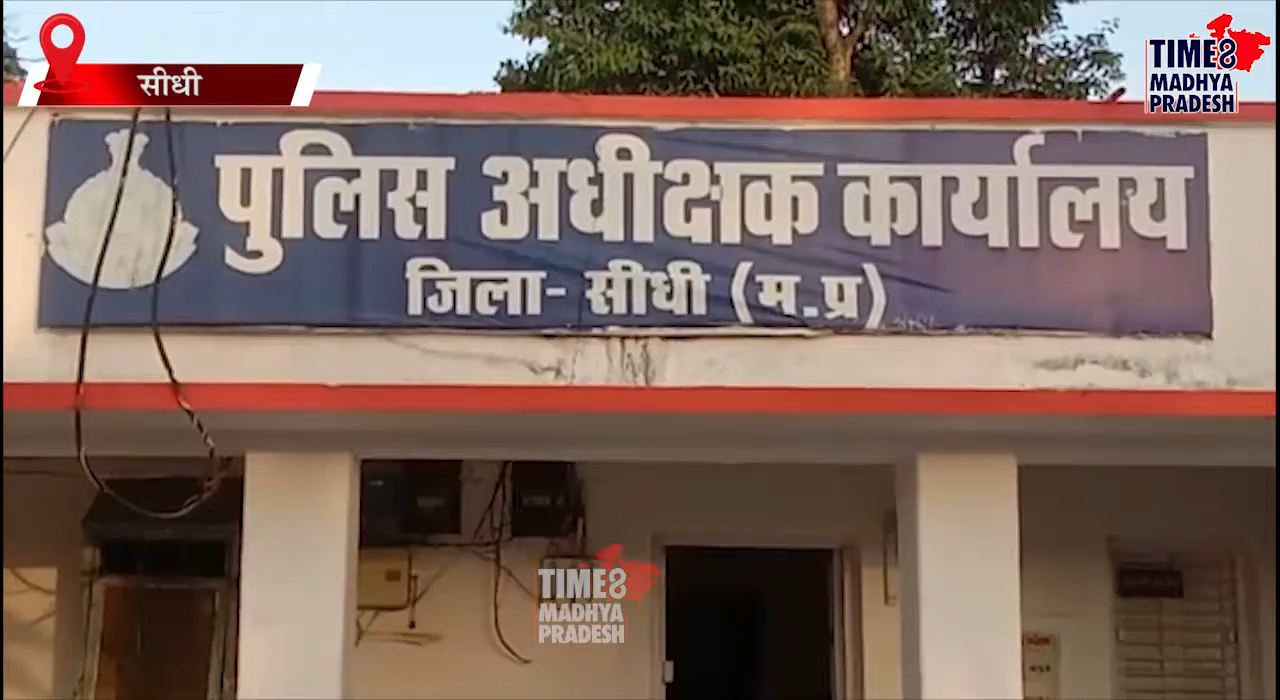 सीधी
TIME8
MADHYA
PRADESH
पुलिस अधीक्षक कार्यालय
जिला- सीधी (म.प्र)
TIME8
MADHYA
PRADESH